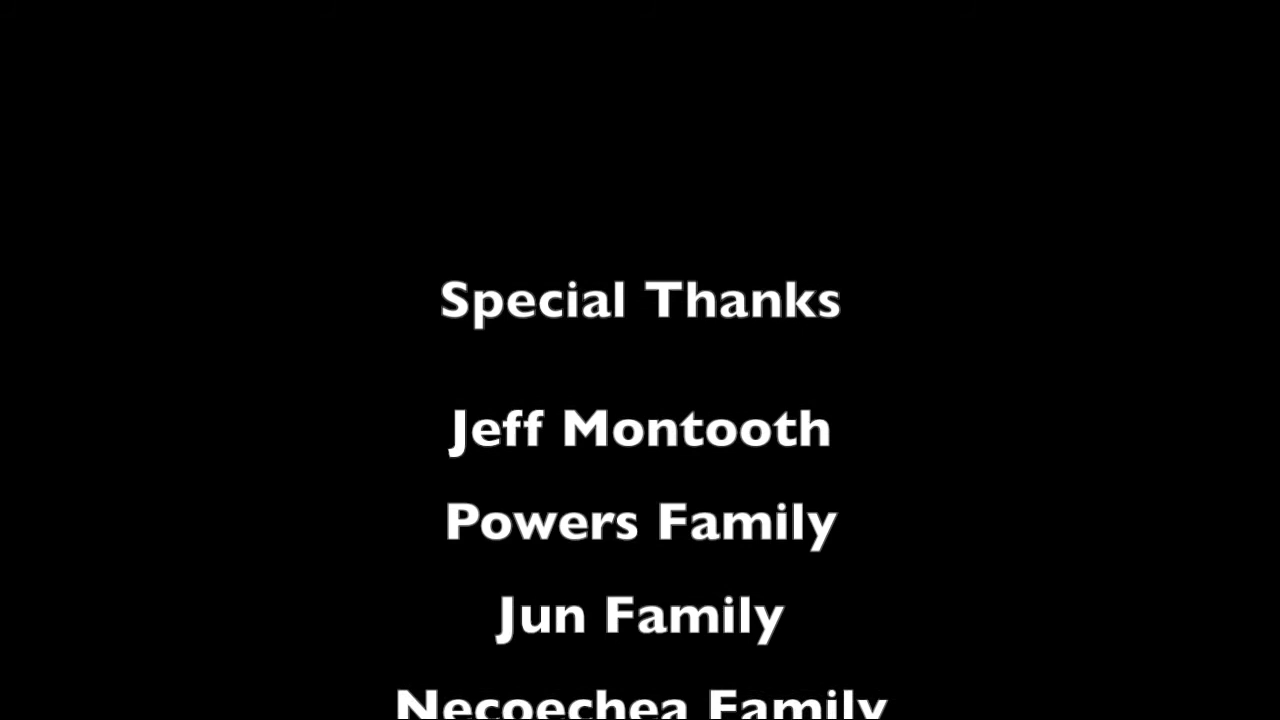 Special Thanks
Jeff Montooth
Powers Family
Jun Family
Necoechea Family